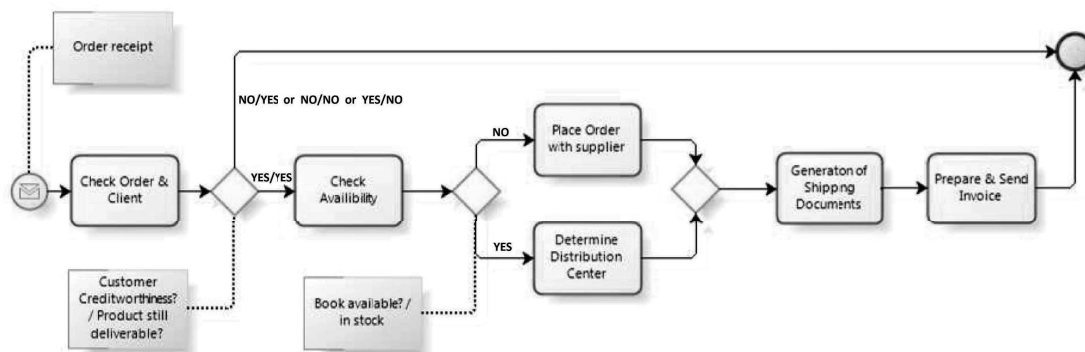 Order receipt
NO/YES or NO/NO or YES/NO
Check Order &
Client
YES/YES
Check
Availibility
NO
Place Order
with supplier
YES
Determine
Distribution
Center
Generaton of
Shippng
Documents
Prepare & Send
Invoice
Customer
Creditworthiness?
/ Product still
deliverable?
Book available? /
in stock